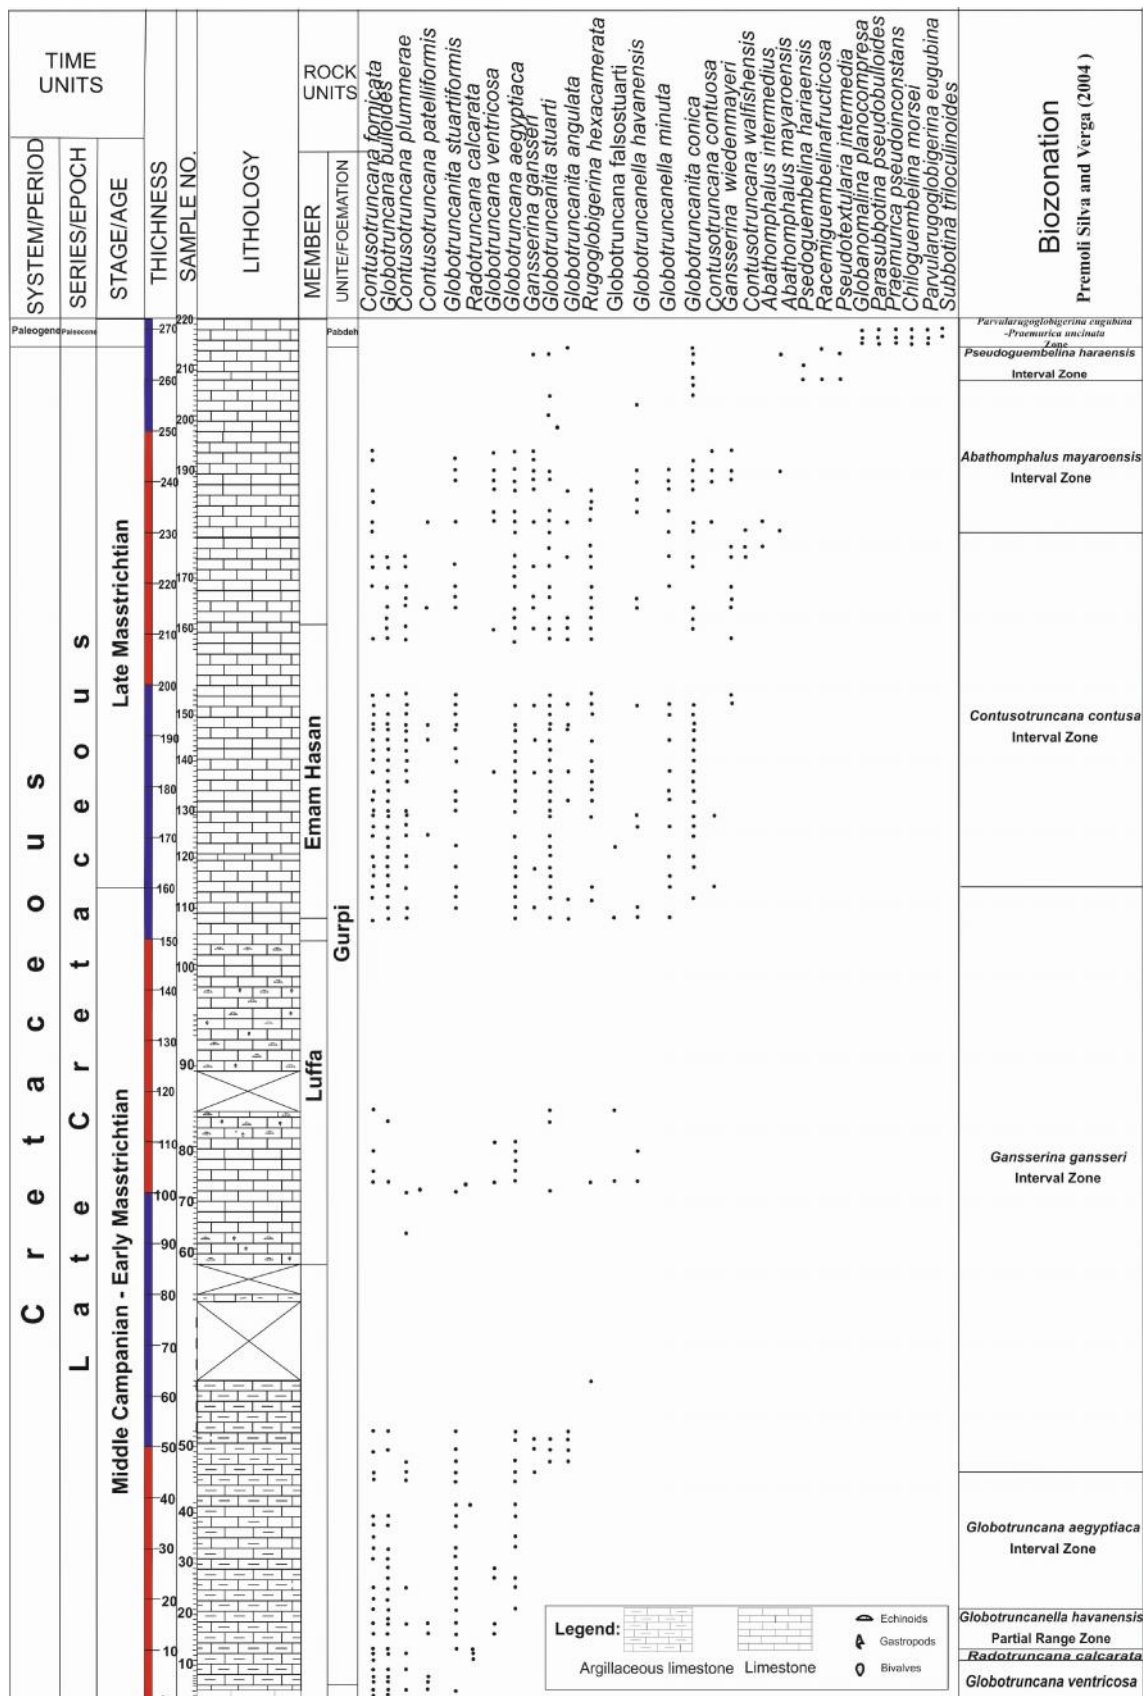 TIME
UNITS
SYSTEM/PERIOD
SERIES/EPOCH
STAGE/AGE
THICHNESS
SAMPLE NO.
LITHOLOGY
ROCK
UNITS
MEMBER
UNITE/FOEMATION
Contusotruncana fornicata
Globotruncana bulloides
Contusotruncana plummerae
Contusotruncana patelliformis
Globotruncanita stuartiformis
Radotruncana calcarata
Globotruncana ventricosa
Globotruncana aegyptiaca
Gansserina gansseri
Globotruncanita stuarti
Globotruncanita angulata
Rugoglobigerina hexacamerata
Globotruncana falsostuarti
Globotruncanella havanensis
Globotruncanella minuta
Globotruncanita conica
Contusotruncana contuosa
Gansserina wiedenmayeri
Contusotruncana walfishensis
Abathomphalus intermedius
Abathomphalus mayaroensis
Psedoguembelina hariaensis
Racemiguembelinafructicosa
Pseudotextularia intermedia
Globanomalina planocompresa
Parasubbotina pseudobulloides
Praemurica pseudoinconstans
Chiloguembelina morsei
Parvularugoglobigerina eugubina
Subbotina triloculinoides
Biozonation
Premoli Silva and Verga (2004 )
Paleogene
Paleocene
Cretaceous
Late Cretaceous
Late Masstrichtian
Middle Campanian - Early Masstrichtian
270
260
250
240
230
220
210
200
190
180
170
160
150
140
130
120
110
100
90
80
70
60
50
40
30
20
10
220
210
200
190
170
160
150
140
130
120
110
100
90
80
70
60
50
40
30
20
10
Emam Hasan
Luffa
Pabdeh
Gurpi
Parvularugoglobigerina eugubina
-Praemurica uncinata
Zone
Pseudoguembelina haraensis
Interval Zone
Abathomphalus mayaroensis
Interval Zone
Contusotruncana contusa
Interval Zone
Gansserina gansseri
Interval Zone
Globotruncana aegyptiaca
Interval Zone
Globotruncanella havanensis
Partial Range Zone
Radotruncana calcarata
Globotruncana ventricosa
Legend:
Argillaceous limestone
Limestone
Echinoids
Gastropods
Bivalves